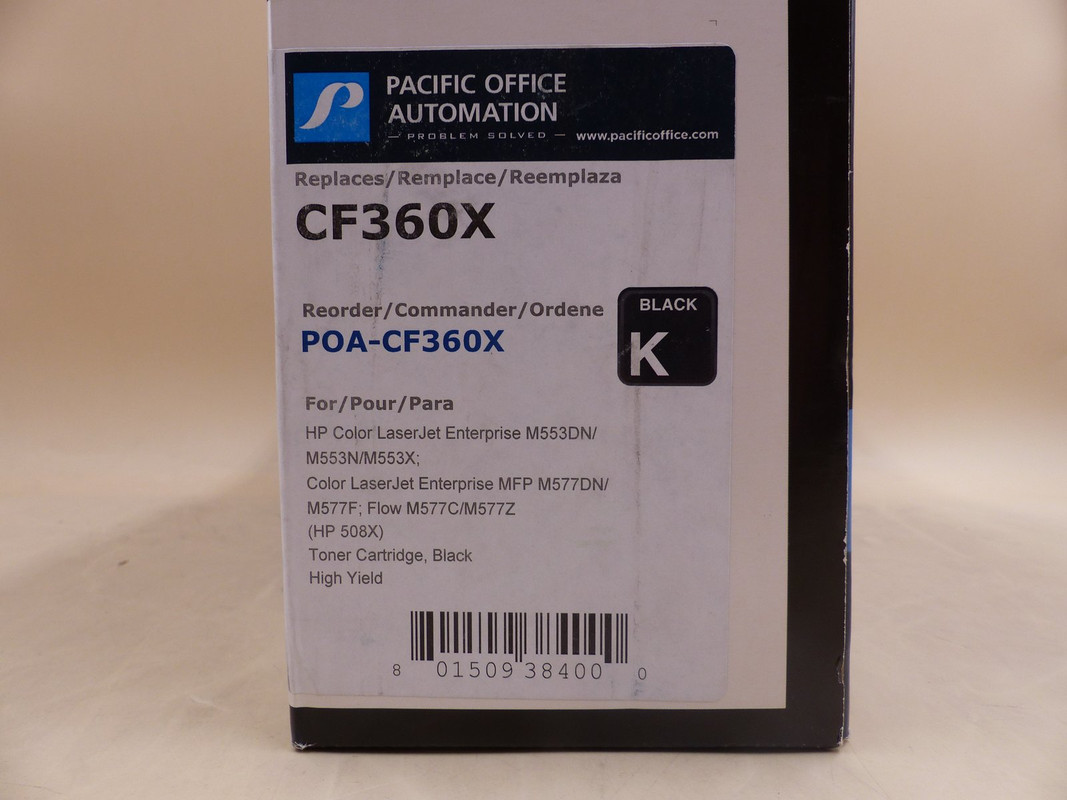 PACIFIC OFFICE
AUTOMATION
— PROBLEM SOLVED — www.pacificoffice.com
Replaces/Remplace/Reemplaza
CF360X
Reorder/Commander/Ordene
POA-CF360X
BLACK
K
For/Pour/Para
HP Color LaserJet Enterprise M553DN/
M553N/M553X;
Color LaserJet Enterprise MFP M577DN/
M577F; Flow M577C/M577Z
(HP 508X)
Toner Cartridge, Black
High Yield
8 01509 38400 0